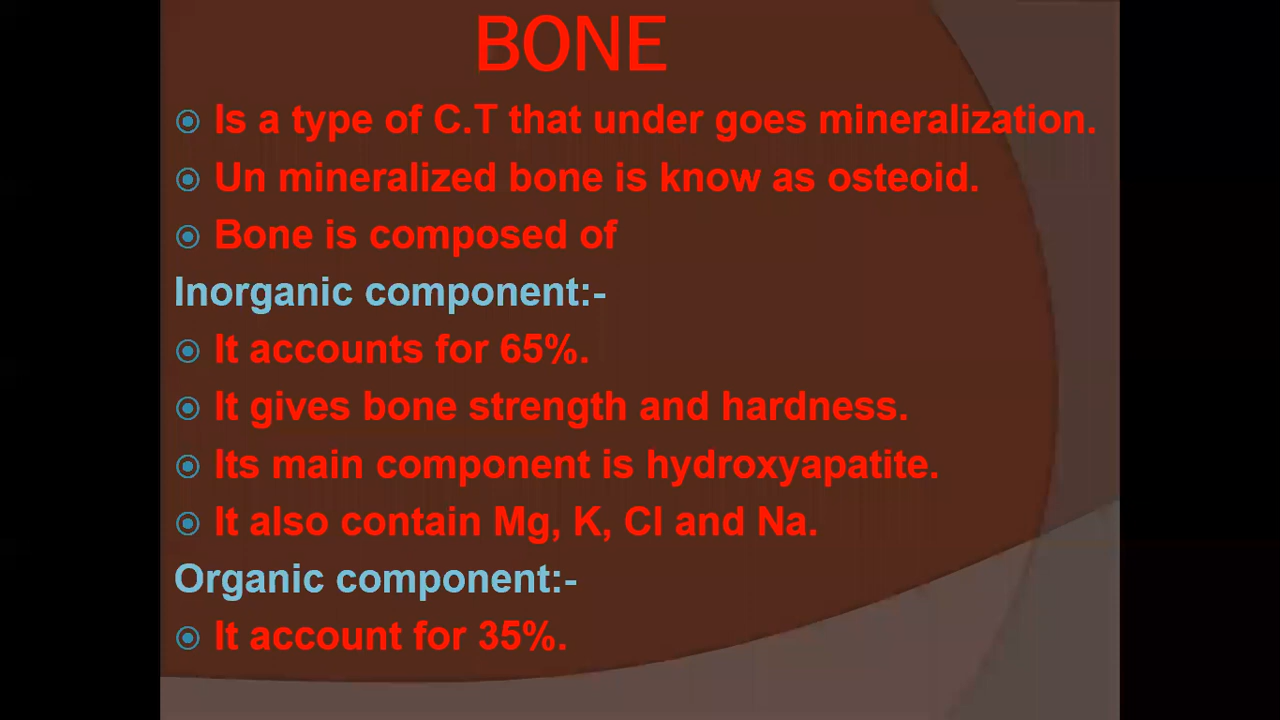 BONE
Is a type of C.T that under goes mineralization.
Un mineralized bone is know as osteoid.
Bone is composed of
Inorganic component:-
It accounts for 65%.
It gives bone strength and hardness.
Its main component is hydroxyapatite.
It also contain Mg, K, Cl and Na.
Organic component:-
It account for 35%.